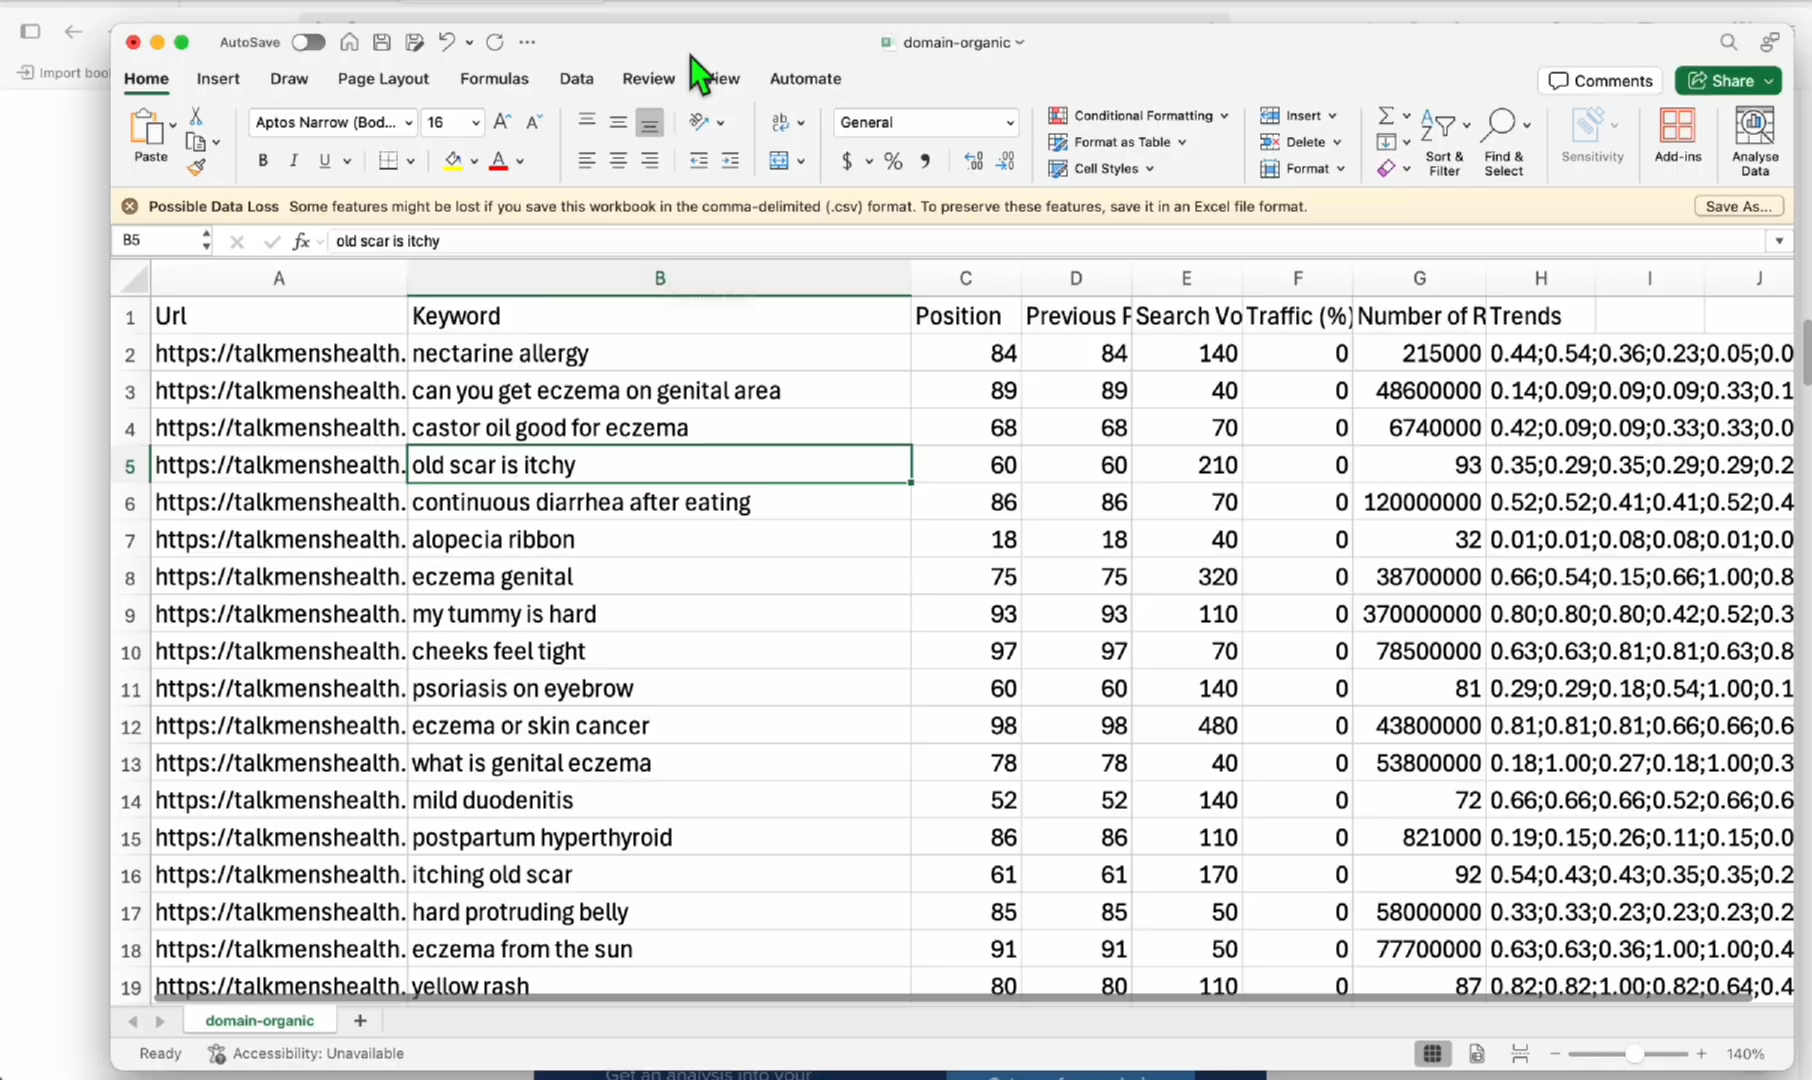 Import boo
AutoSave
domain-organic
Home Insert Draw Page Layout Formulas Data Review View Automate
Comments Share
Paste
Aptos Narrow (Bod... 16
General
Conditional Formatting
Format as Table
Cell Styles
Insert
Delete
Format
Sort & Filter
Find & Select
Sensitivity
Add-ins
Analyse Data
Possible Data Loss Some features might be lost if you save this workbook in the comma-delimited (.csv) format. To preserve these features, save it in an Excel file format. Save As...
B5 fx old scar is itchy
A B C D E F G H I J
1 Url Keyword Position Previous P Search Vo Traffic (%) Number of R Trends
2 https://talkmenshealth. nectarine allergy 84 84 140 0 215000 0.44;0.54;0.36;0.23;0.05;0.0
3 https://talkmenshealth. can you get eczema on genital area 89 89 40 0 48600000 0.14;0.09;0.09;0.09;0.33;0.1
4 https://talkmenshealth. castor oil good for eczema 68 68 70 0 6740000 0.42;0.09;0.09;0.33;0.33;0.0
5 https://talkmenshealth. old scar is itchy 60 60 210 0 93 0.35;0.29;0.35;0.29;0.29;0.2
6 https://talkmenshealth. continuous diarrhea after eating 86 86 70 0 120000000 0.52;0.52;0.41;0.41;0.52;0.4
7 https://talkmenshealth. alopecia ribbon 18 18 40 0 32 0.01;0.01;0.08;0.08;0.01;0.0
8 https://talkmenshealth. eczema genital 75 75 320 0 38700000 0.66;0.54;0.15;0.66;1.00;0.8
9 https://talkmenshealth. my tummy is hard 93 93 110 0 370000000 0.80;0.80;0.80;0.42;0.52;0.3
10 https://talkmenshealth. cheeks feel tight 97 97 70 0 78500000 0.63;0.63;0.81;0.81;0.63;0.8
11 https://talkmenshealth. psoriasis on eyebrow 60 60 140 0 81 0.29;0.29;0.18;0.54;1.00;0.1
12 https://talkmenshealth. eczema or skin cancer 98 98 480 0 43800000 0.81;0.81;0.81;0.66;0.66;0.6
13 https://talkmenshealth. what is genital eczema 78 78 40 0 53800000 0.18;1.00;0.27;0.18;1.00;0.3
14 https://talkmenshealth. mild duodenitis 52 52 140 0 72 0.66;0.66;0.66;0.52;0.66;0.6
15 https://talkmenshealth. postpartum hyperthyroid 86 86 110 0 821000 0.19;0.15;0.26;0.11;0.15;0.0
16 https://talkmenshealth. itching old scar 61 61 170 0 92 0.54;0.43;0.43;0.35;0.35;0.2
17 https://talkmenshealth. hard protruding belly 85 85 50 0 58000000 0.33;0.33;0.23;0.23;0.23;0.2
18 https://talkmenshealth. eczema from the sun 91 91 50 0 77700000 0.63;0.63;0.36;1.00;1.00;0.4
19 https://talkmenshealth. yellow rash 80 80 110 0 87 0.82;0.82;1.00;0.82;0.64;0.4
domain-organic
Ready Accessibility: Unavailable 140%
Get an analysis into your